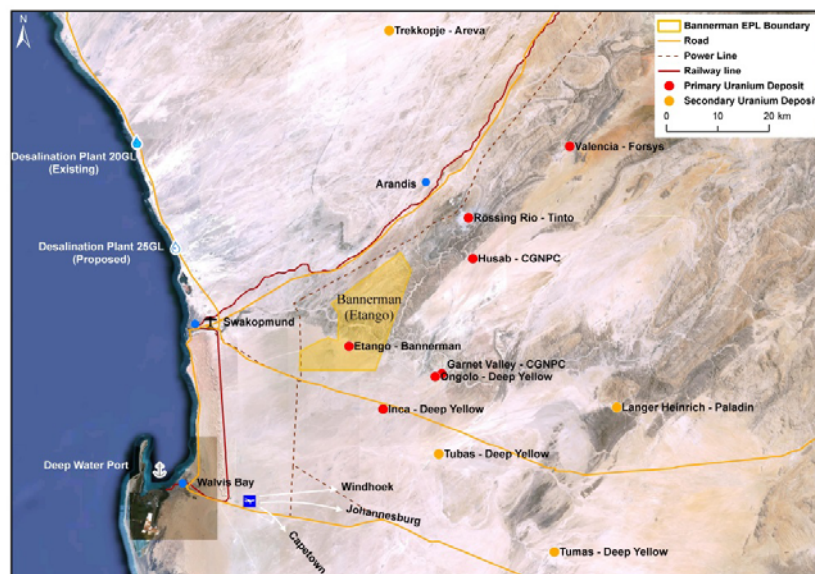 N
Trekkopje - Areva
Bannerman EPL Boundary
Road
Power Line
Railway line
Primary Uranium Deposit
Secondary Uranium Deposit
0 10 20 km
Desalination Plant 20GL
(Existing)
Valencia - Forsys
Arandis
Rossing Rio - Tinto
Desalination Plant 25GL
(Proposed)
Husab - CGNPC
Bannerman
(Etango)
Swakopmund
Etango - Bannerman
Garnet Valley - CGNPC
Ongolo - Deep Yellow
Inca - Deep Yellow
Langer Heinrich - Paladin
Tubas - Deep Yellow
Deep Water Port
Walvis Bay
Windhoek
Johannesburg
Capetown
Tumas - Deep Yellow